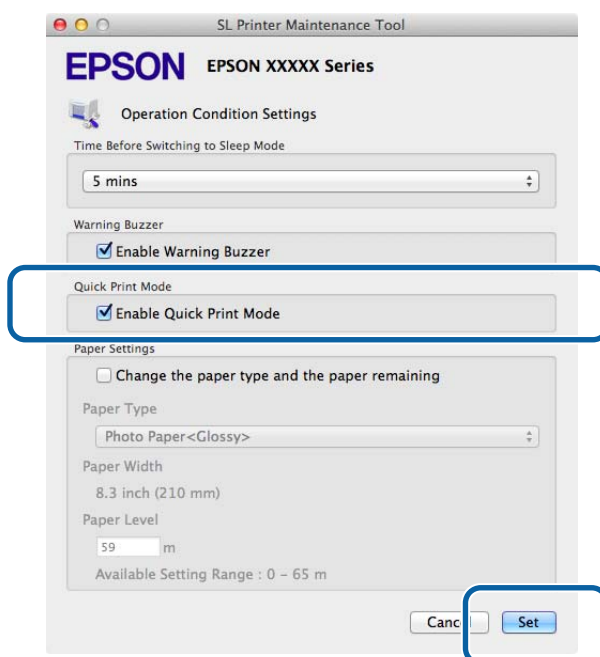 SL Printer Maintenance Tool
EPSON EPSON XXXXX Series
Operation Condition Settings
Time Before Switching to Sleep Mode
5 mins
Warning Buzzer
Enable Warning Buzzer
Quick Print Mode
Enable Quick Print Mode
Paper Settings
Change the paper type and the paper remaining
Paper Type
Photo Paper<Glossy>
Paper Width
8.3 inch (210 mm)
Paper Level
59 m
Available Setting Range : 0 – 65 m
Cancel Set